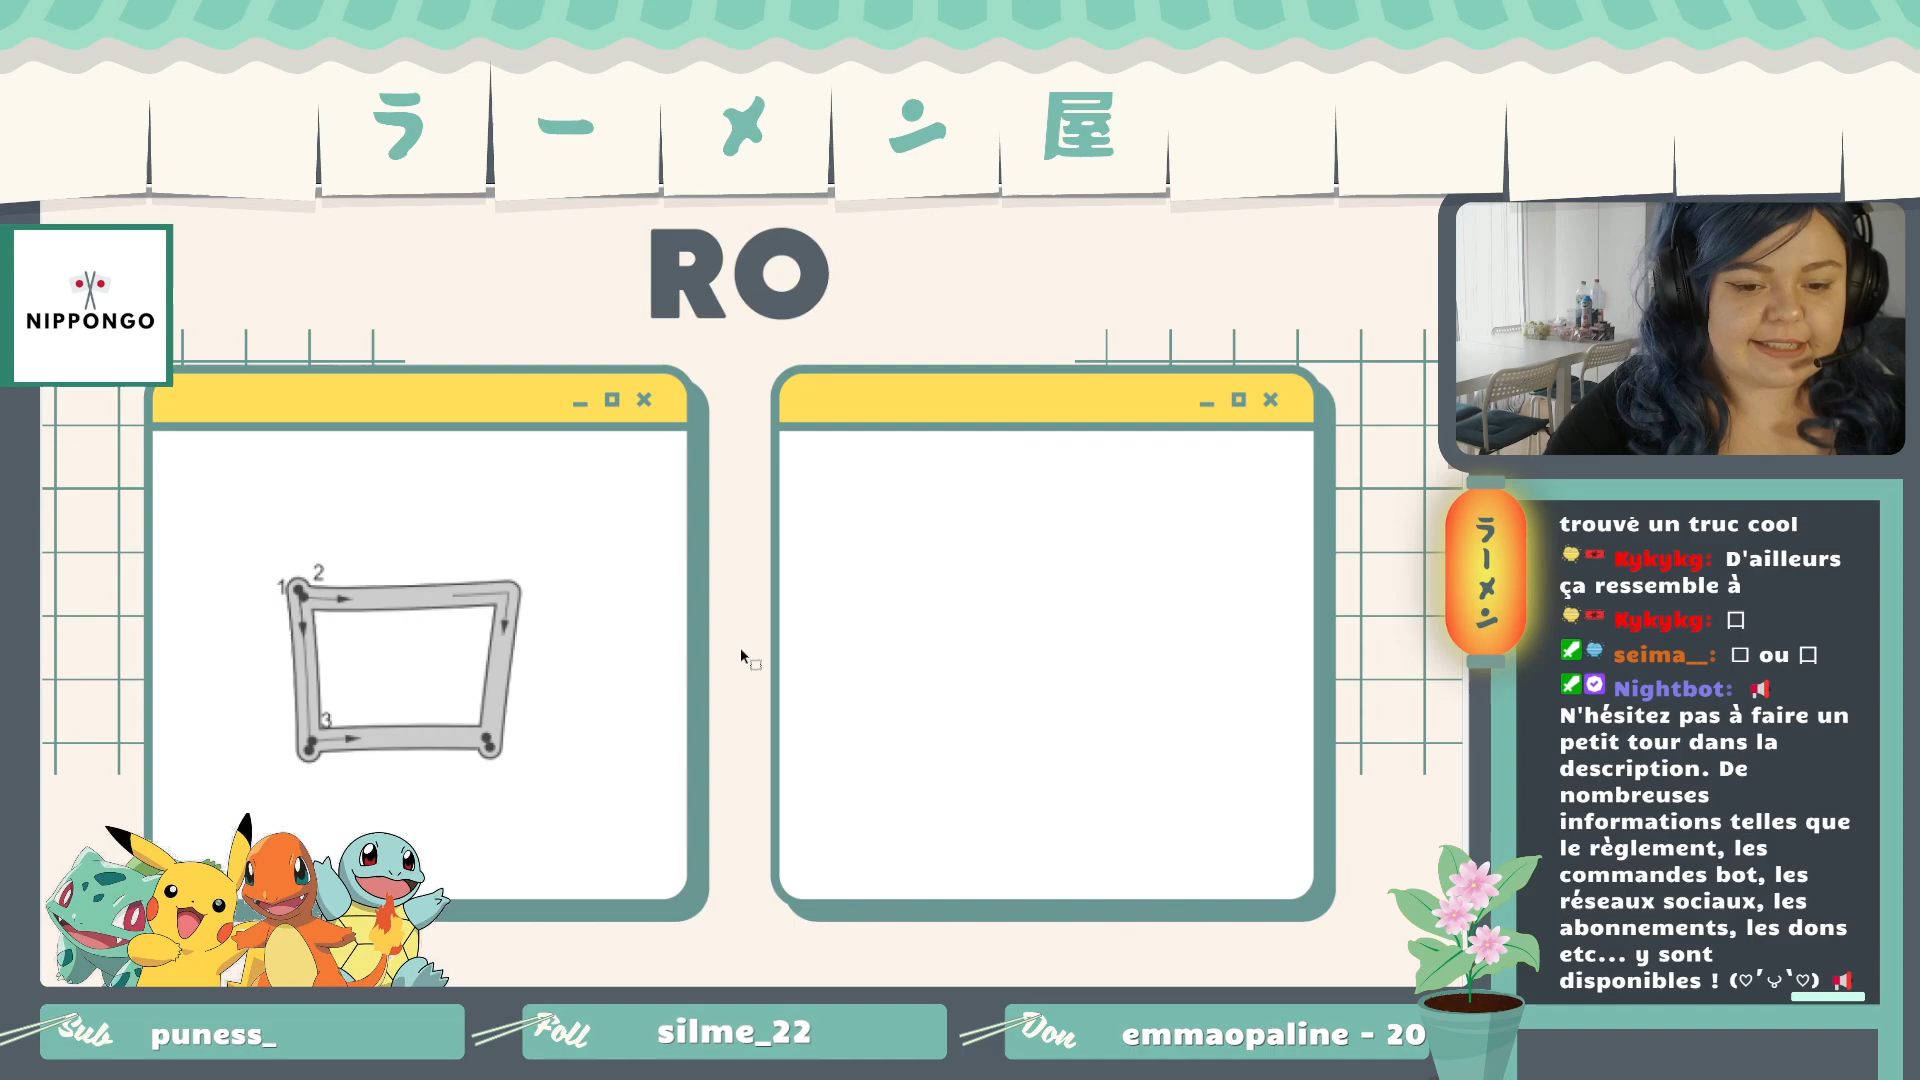 ラーメン屋
NIPPONGO
RO
1
2
3
ラーメン
trouvé un truc cool
Kykykg: D'ailleurs
ça ressemble à
Kykykg: 口
seima__: ロ ou 口
Nightbot:
N'hésitez pas à faire un
petit tour dans la
description. De
nombreuses
informations telles que
le règlement, les
commandes bot, les
réseaux sociaux, les
abonnements, les dons
etc... y sont
disponibles ! (♡'ᴗ'♡)
Sub puness_
Foll silme_22
Don emmaopaline - 20